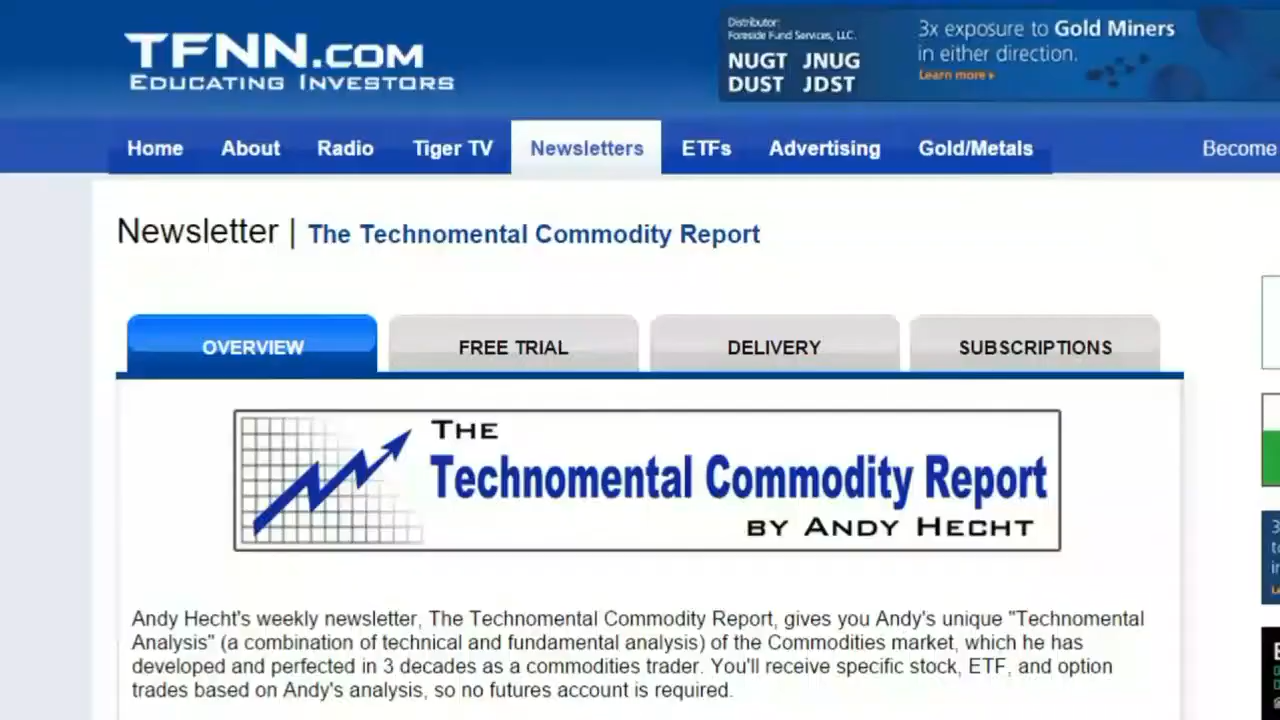 TFNN.COM
EDUCATING INVESTORS
Distributor:
Foreside Fund Services, LLC.
NUGT JNUG
DUST JDST
3x exposure to Gold Miners
in either direction.
Learn more
Home About Radio Tiger TV Newsletters ETFs Advertising Gold/Metals Become
Newsletter | The Technomental Commodity Report
OVERVIEW FREE TRIAL DELIVERY SUBSCRIPTIONS
THE
Technomental Commodity Report
BY ANDY HECHT
Andy Hecht's weekly newsletter, The Technomental Commodity Report, gives you Andy's unique "Technomental
Analysis" (a combination of technical and fundamental analysis) of the Commodities market, which he has
developed and perfected in 3 decades as a commodities trader. You'll receive specific stock, ETF, and option
trades based on Andy's analysis, so no futures account is required.